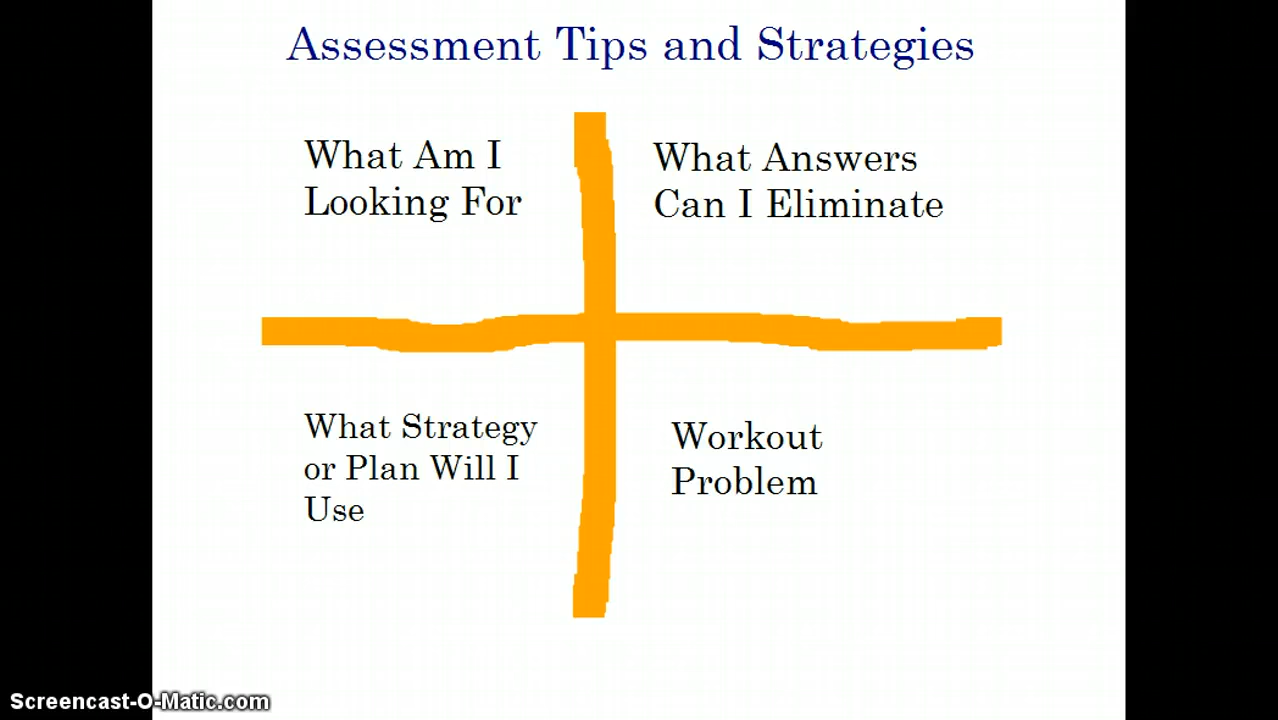 Assessment Tips and Strategies
What Am I
Looking For
What Answers
Can I Eliminate
What Strategy
or Plan Will I
Use
Workout
Problem
Screencast-O-Matic.com